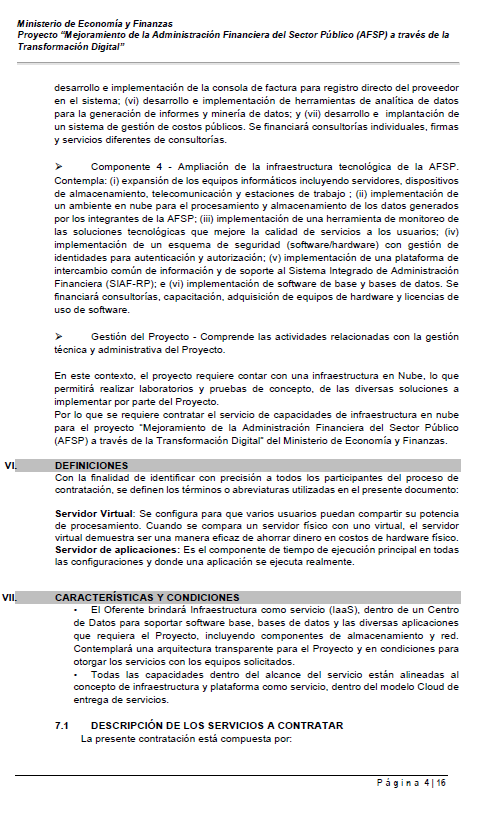 Ministerio de Economía y Finanzas
Proyecto "Mejoramiento de la Administración Financiera del Sector Público (AFSP) a través de la
Transformación Digital"
desarrollo e implementación de la consola de factura para registro directo del proveedor
en el sistema; (vi) desarrollo e implementación de herramientas de analítica de datos
para la generación de informes y minería de datos; y (vii) desarrollo e implantación de
un sistema de gestión de costos públicos. Se financiará consultorías individuales, firmas
y servicios diferentes de consultorías.
➢ Componente 4 - Ampliación de la infraestructura tecnológica de la AFSP.
Contempla: (i) expansión de los equipos informáticos incluyendo servidores, dispositivos
de almacenamiento, telecomunicación y estaciones de trabajo ; (ii) implementación de
un ambiente en nube para el procesamiento y almacenamiento de los datos generados
por los integrantes de la AFSP; (iii) implementación de una herramienta de monitoreo de
las soluciones tecnológicas que mejore la calidad de servicios a los usuarios; (iv)
implementación de un esquema de seguridad (software/hardware) con gestión de
identidades para autenticación y autorización; (v) implementación de una plataforma de
intercambio común de información y de soporte al Sistema Integrado de Administración
Financiera (SIAF-RP); e (vi) implementación de software de base y bases de datos. Se
financiará consultorías, capacitación, adquisición de equipos de hardware y licencias de
uso de software.
➢ Gestión del Proyecto - Comprende las actividades relacionadas con la gestión
técnica y administrativa del Proyecto.
En este contexto, el proyecto requiere contar con una infraestructura en Nube, lo que
permitirá realizar laboratorios y pruebas de concepto, de las diversas soluciones a
implementar por parte del Proyecto.
Por lo que se requiere contratar el servicio de capacidades de infraestructura en nube
para el proyecto "Mejoramiento de la Administración Financiera del Sector Público
(AFSP) a través de la Transformación Digital" del Ministerio de Economía y Finanzas.
VI. DEFINICIONES
Con la finalidad de identificar con precisión a todos los participantes del proceso de
contratación, se definen los términos o abreviaturas utilizadas en el presente documento:
Servidor Virtual: Se configura para que varios usuarios puedan compartir su potencia
de procesamiento. Cuando se compara un servidor físico con uno virtual, el servidor
virtual demuestra ser una manera eficaz de ahorrar dinero en costos de hardware físico.
Servidor de aplicaciones: Es el componente de tiempo de ejecución principal en todas
las configuraciones y donde una aplicación se ejecuta realmente.
VII. CARACTERÍSTICAS Y CONDICIONES
• El Oferente brindará Infraestructura como servicio (IaaS), dentro de un Centro
de Datos para soportar software base, bases de datos y las diversas aplicaciones
que requiera el Proyecto, incluyendo componentes de almacenamiento y red.
Contemplará una arquitectura transparente para el Proyecto y en condiciones para
otorgar los servicios con los equipos solicitados.
• Todas las capacidades dentro del alcance del servicio están alineadas al
concepto de infraestructura y plataforma como servicio, dentro del modelo Cloud de
entrega de servicios.
7.1 DESCRIPCIÓN DE LOS SERVICIOS A CONTRATAR
La presente contratación está compuesta por:
Página 4|16